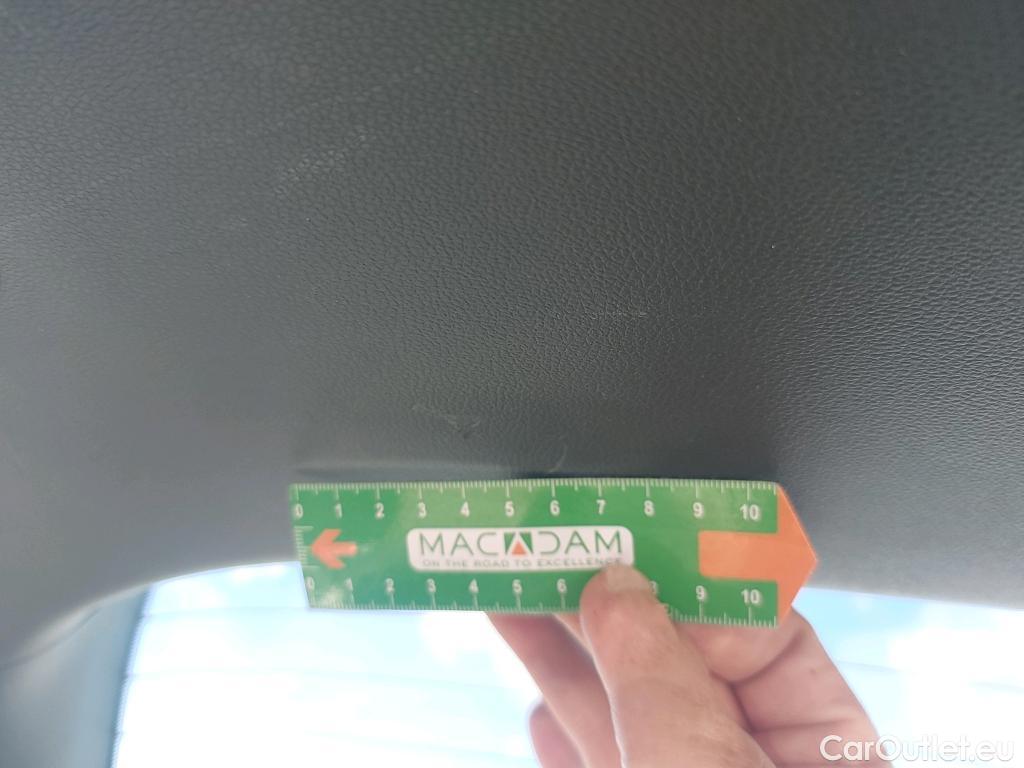 0 1 2 3 4 5 6 7 8 9 10
MACADAM
ON THE ROAD TO EXCELLENCE
0 1 2 3 4 5 6 8 9 10
CarOutlet.eu